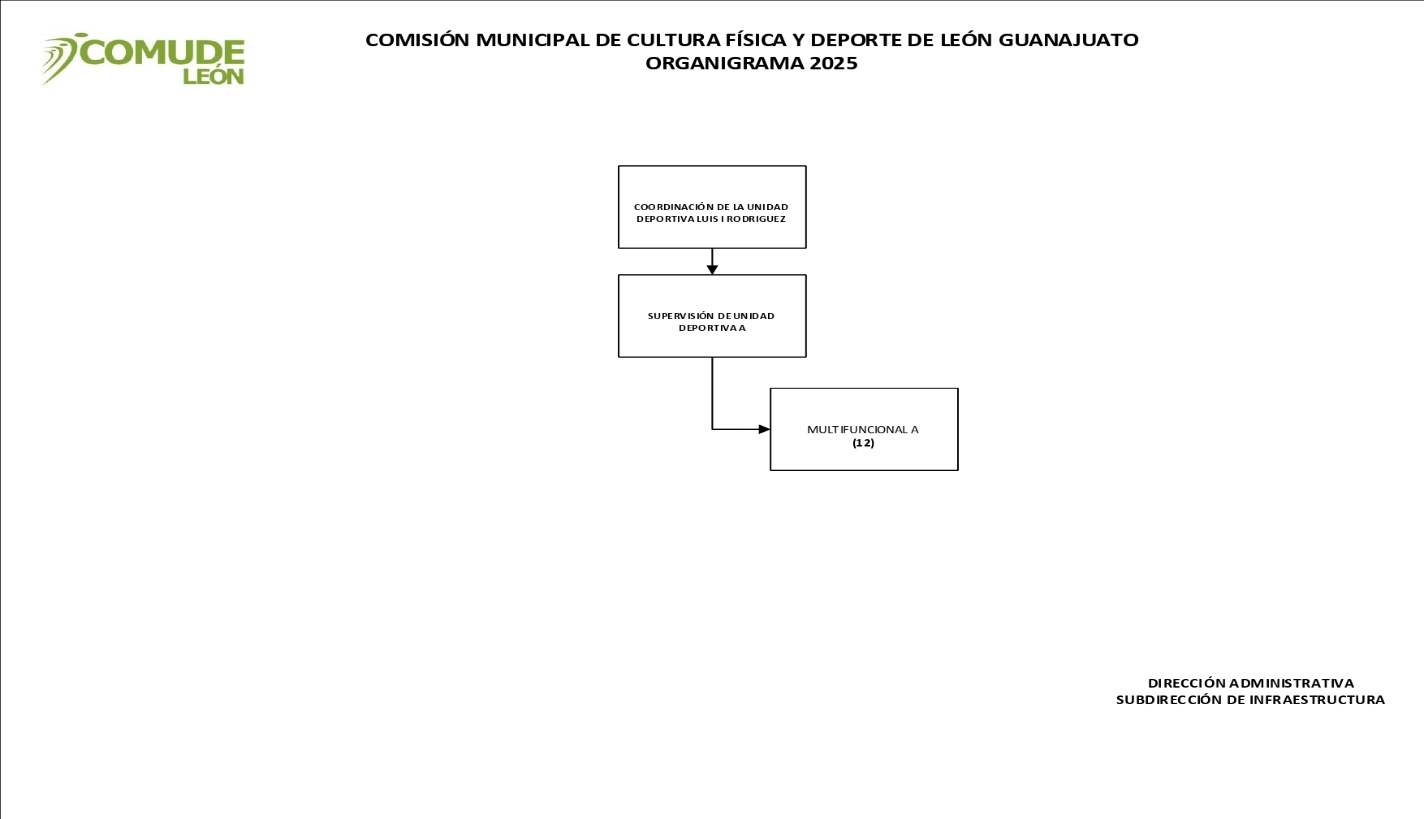 COMUDE
LEÓN
COMISIÓN MUNICIPAL DE CULTURA FÍSICA Y DEPORTE DE LEÓN GUANAJUATO
ORGANIGRAMA 2025
COORDINACIÓN DE LA UNIDAD
DEPORTIVA LUIS I RODRIGUEZ
SUPERVISIÓN DE UNIDAD
DEPORTIVA A
MULTIFUNCIONAL A
(12)
DIRECCIÓN ADMINISTRATIVA
SUBDIRECCIÓN DE INFRAESTRUCTURA